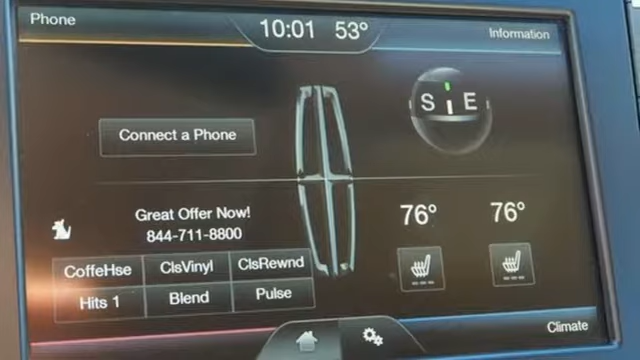 Phone
10:01 53°
Information
S E
Connect a Phone
Great Offer Now!
844-711-8800
76° 76°
CoffeHse ClsVinyl ClsRewnd
Hits 1 Blend Pulse
Climate